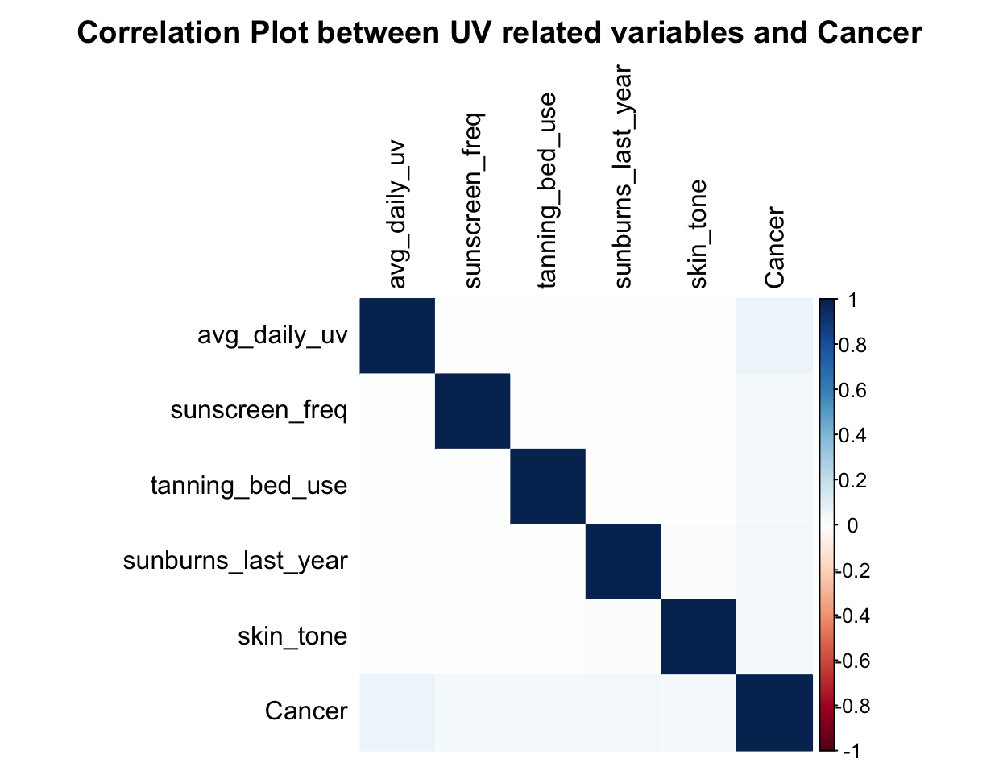 Correlation Plot between UV related variables and Cancer
avg_daily_uv
sunscreen_freq
tanning_bed_use
sunburns_last_year
skin_tone
Cancer
avg_daily_uv
sunscreen_freq
tanning_bed_use
sunburns_last_year
skin_tone
Cancer
1
0.8
0.6
0.4
0.2
0
-0.2
-0.4
-0.6
-0.8
-1